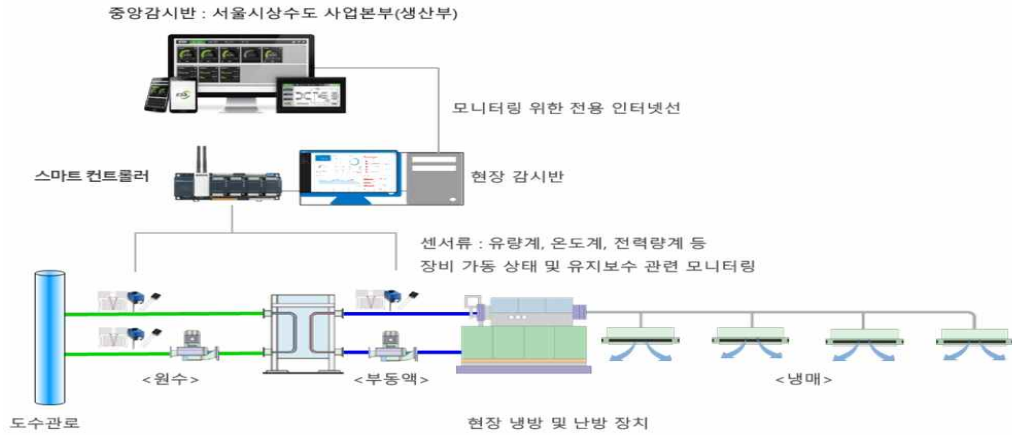 중앙감시반 : 서울시상수도 사업본부(생산부)
모니터링 위한 전용 인터넷선
스마트 컨트롤러
현장 감시반
센서류 : 유량계, 온도계, 전력량계 등
장비 가동 상태 및 유지보수 관련 모니터링
<원수>
<부동액>
<냉매>
도수관로
현장 냉방 및 난방 장치